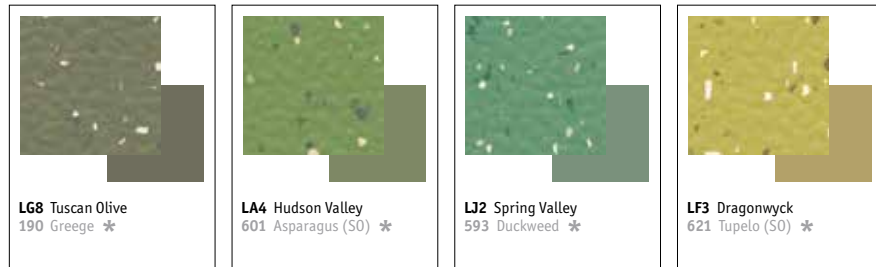 LG8 Tuscan Olive
190 Greege *
LA4 Hudson Valley
601 Asparagus (SO) *
LJ2 Spring Valley
593 Duckweed *
LF3 Dragonwyck
621 Tupelo (SO) *